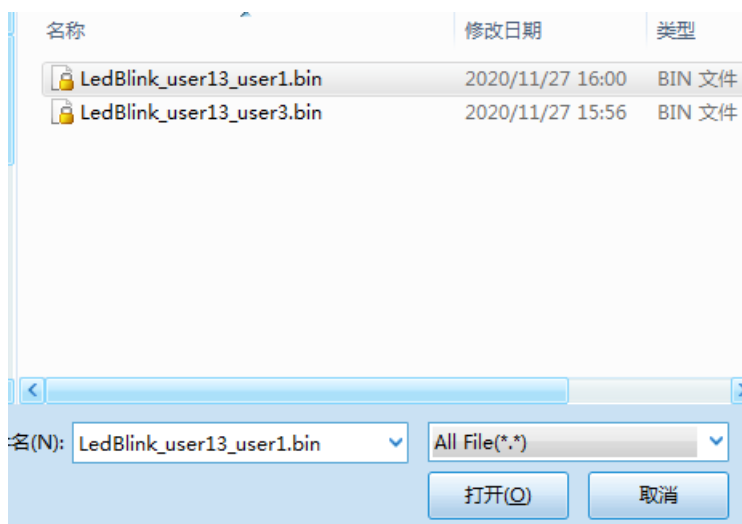 名称 修改日期 类型
LedBlink_user13_user1.bin 2020/11/27 16:00 BIN 文件
LedBlink_user13_user3.bin 2020/11/27 15:56 BIN 文件
名(N): LedBlink_user13_user1.bin All File(*.*)
打开(O) 取消